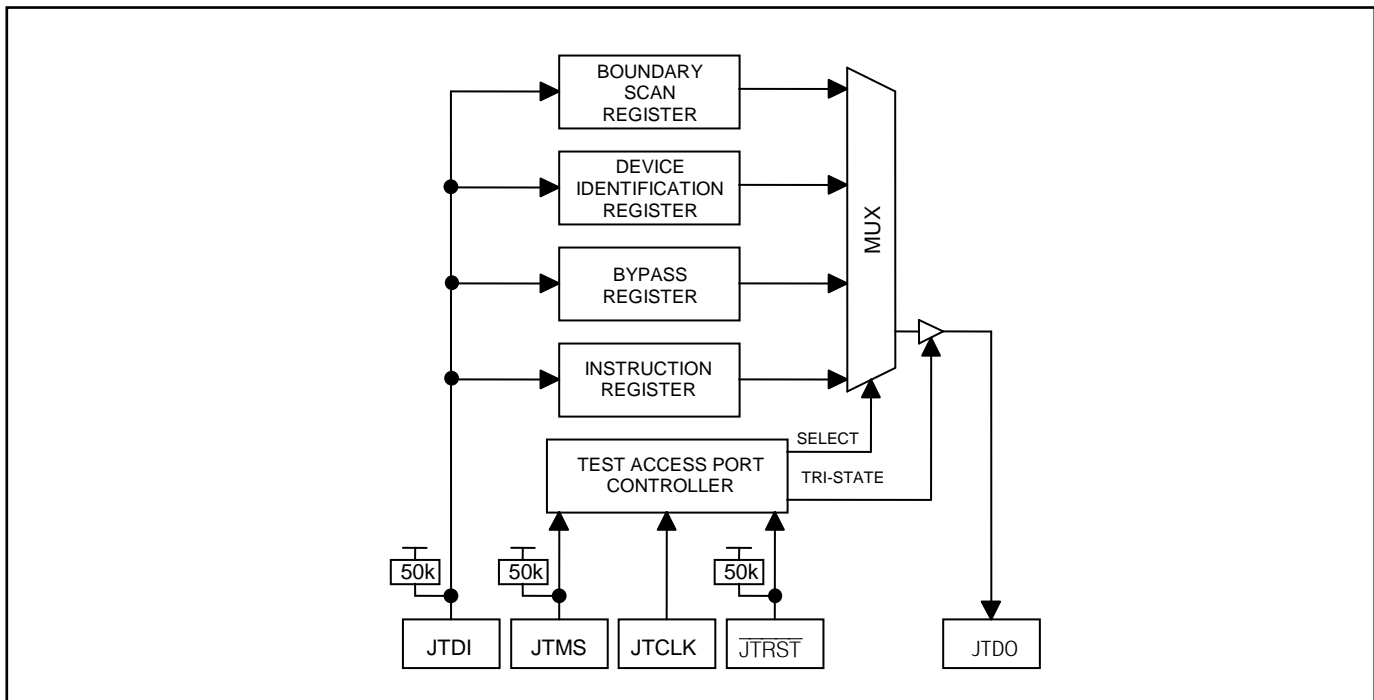 BOUNDARY
SCAN
REGISTER
DEVICE
IDENTIFICATION
REGISTER
BYPASS
REGISTER
INSTRUCTION
REGISTER
MUX
SELECT
TEST ACCESS PORT
CONTROLLER
TRI-STATE
50k
50k
50k
JTDI
JTMS
JTCLK
J̅T̅R̅S̅T̅
JTDO